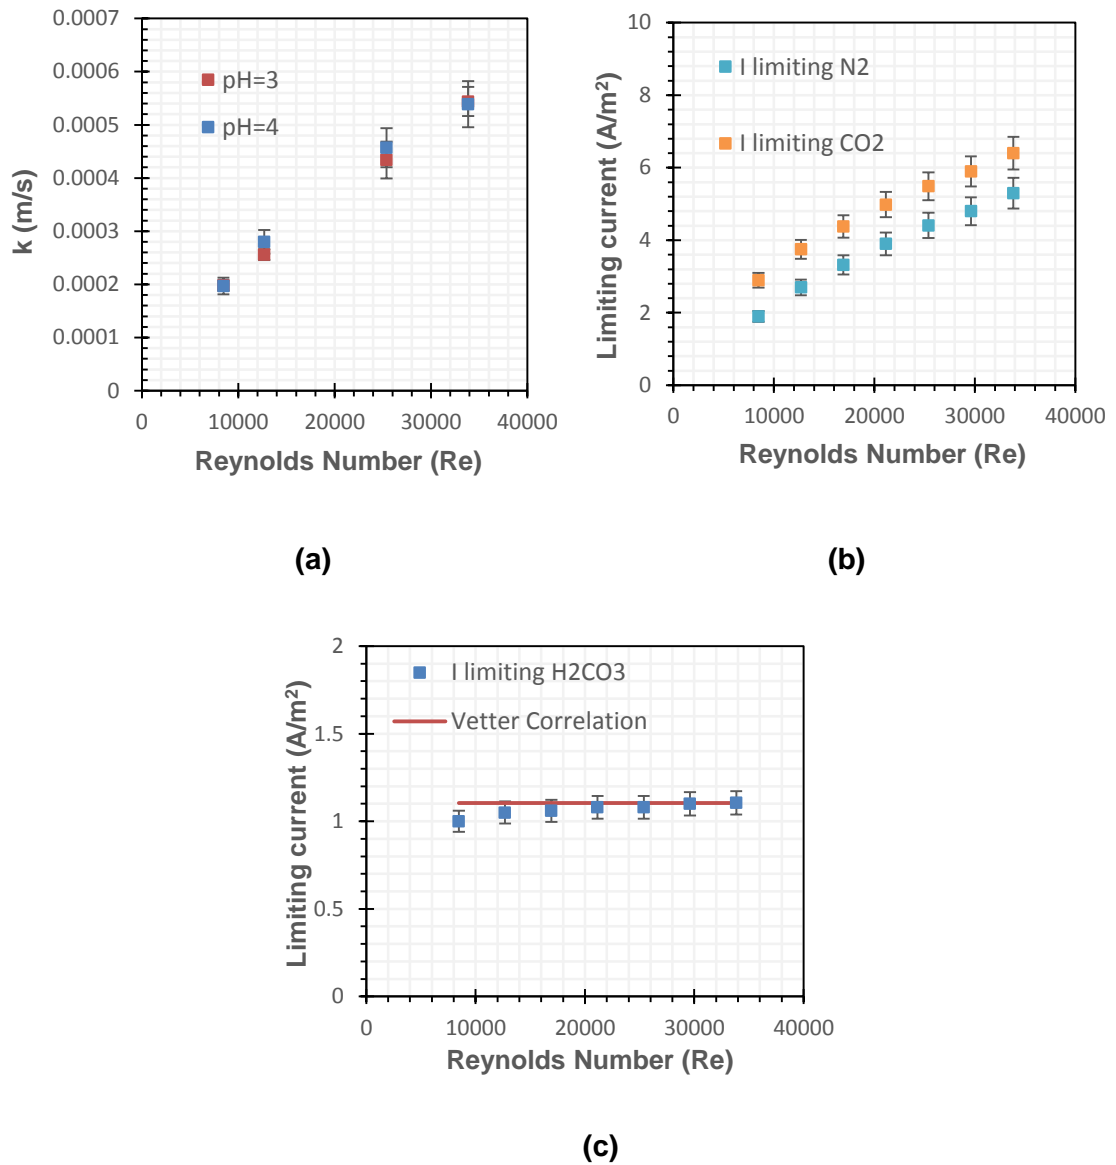 0.0007
0.0006
0.0005
0.0004
0.0003
0.0002
0.0001
0
k (m/s)
pH=3
pH=4
0 10000 20000 30000 40000
Reynolds Number (Re)
(a)
10
8
6
4
2
0
Limiting current (A/m²)
I limiting N2
I limiting CO2
0 10000 20000 30000 40000
Reynolds Number (Re)
(b)
2
1.5
1
0.5
0
Limiting current (A/m²)
I limiting H2CO3
Vetter Correlation
0 10000 20000 30000 40000
Reynolds Number (Re)
(c)